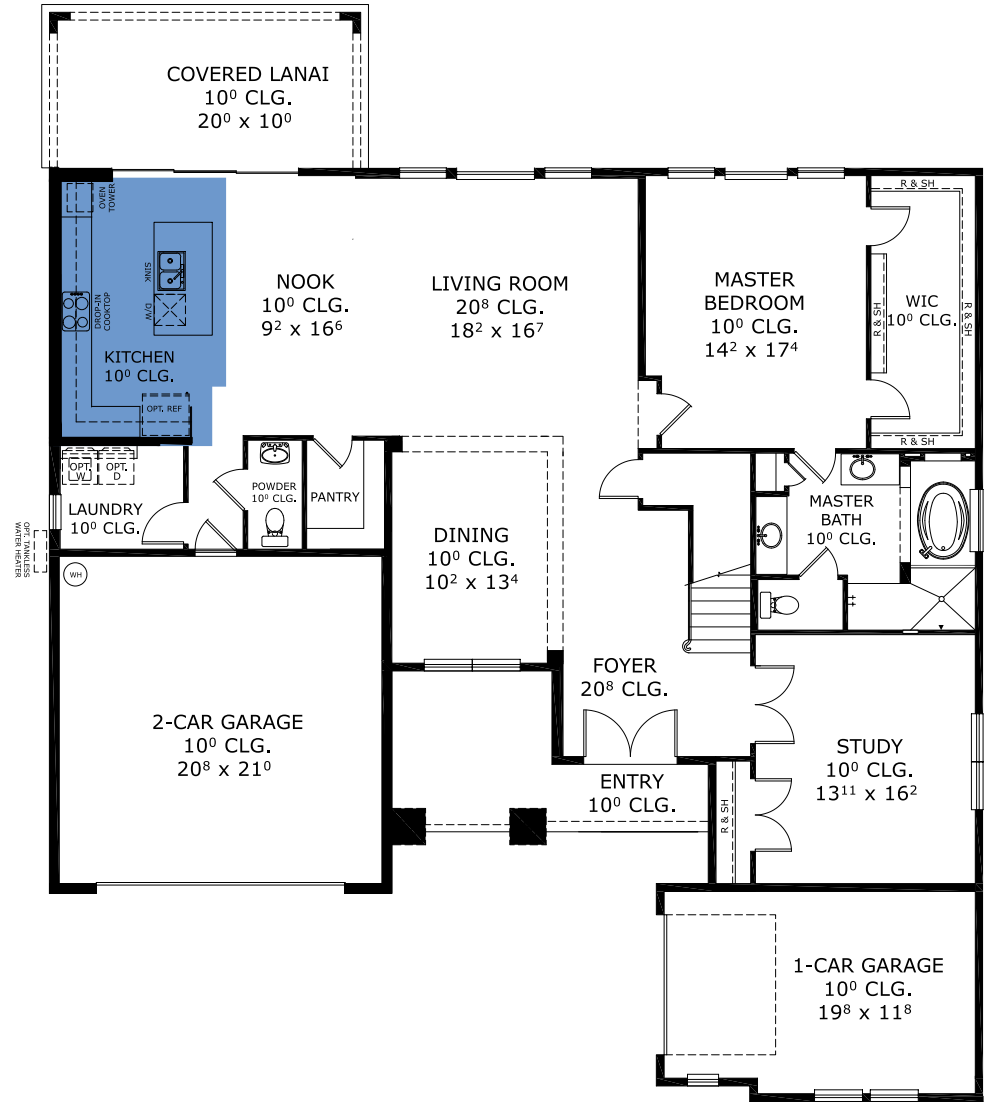 COVERED LANAI
10⁰ CLG.
20⁰ x 10⁰
OVEN
TOWER
SINK
D/W
DROP-IN
COOKTOP
KITCHEN
10⁰ CLG.
OPT. REF
NOOK
10⁰ CLG.
9² x 16⁶
LIVING ROOM
20⁸ CLG.
18² x 16⁷
MASTER
BEDROOM
10⁰ CLG.
14² x 17⁴
R & SH
R & SH
WIC
10⁰ CLG.
R & SH
R & SH
OPT.
W
OPT.
D
LAUNDRY
10⁰ CLG.
OPT. TANKLESS
WATER HEATER
POWDER
10⁰ CLG.
PANTRY
DINING
10⁰ CLG.
10² x 13⁴
MASTER
BATH
10⁰ CLG.
WH
2-CAR GARAGE
10⁰ CLG.
20⁸ x 21⁰
FOYER
20⁸ CLG.
ENTRY
10⁰ CLG.
R & SH
STUDY
10⁰ CLG.
13¹¹ x 16²
1-CAR GARAGE
10⁰ CLG.
19⁸ x 11⁸